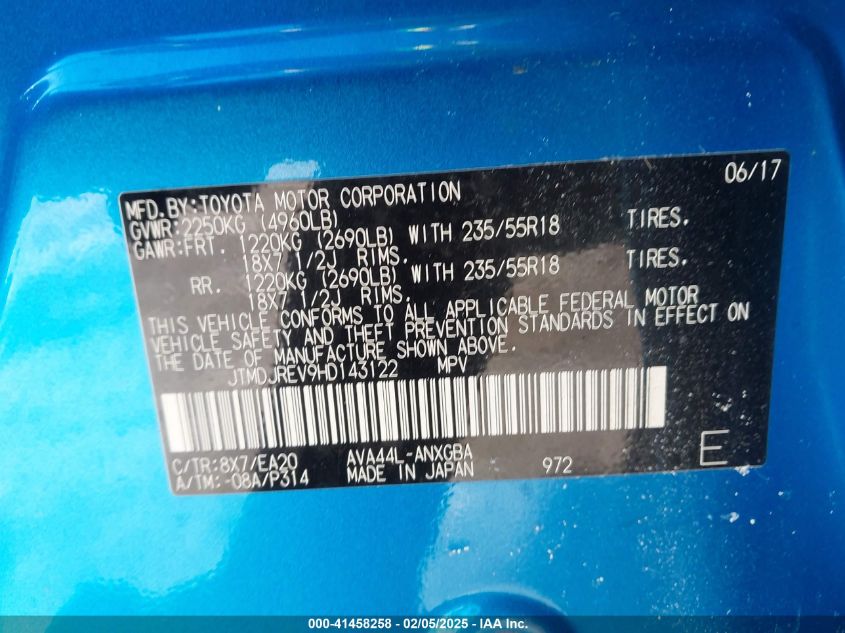 06/17
MFD.BY:TOYOTA MOTOR CORPORATION
GVWR:2250KG (4960LB)
GAWR:FRT. 1220KG (2690LB) WITH 235/55R18 TIRES.
18X7 1/2J RIMS.
RR. 1220KG (2690LB) WITH 235/55R18 TIRES.
18X7 1/2J RIMS.
THIS VEHICLE CONFORMS TO ALL APPLICABLE FEDERAL MOTOR
VEHICLE SAFETY AND THEFT PREVENTION STANDARDS IN EFFECT ON
THE DATE OF MANUFACTURE SHOWN ABOVE.
JTMDJREV9HD143122 MPV
C/TR:8X7/EA20 AVA44L-ANXGBA
A/TM:-08A/P314 MADE IN JAPAN 972 E
000-41458258 - 02/05/2025 - IAA Inc.